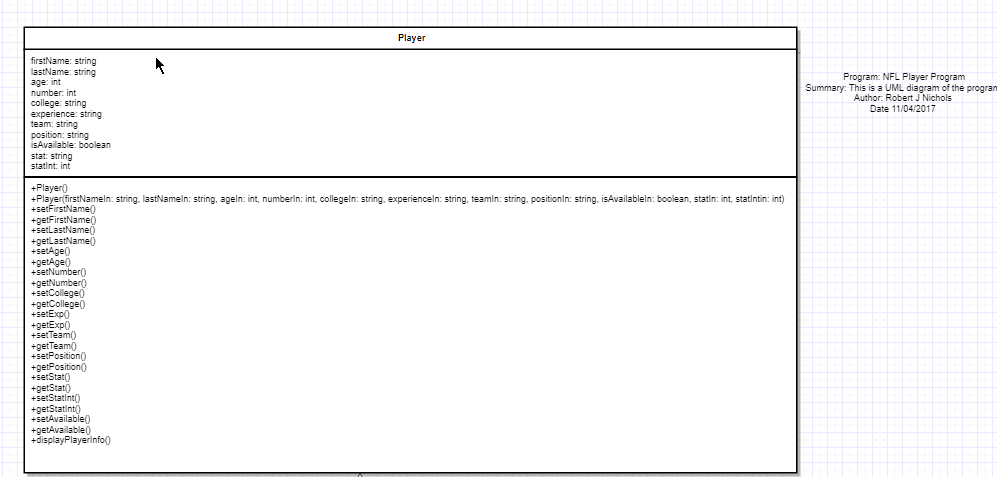 Player
firstName: string
lastName: string
age: int
number: int
college: string
experience: string
team: string
position: string
isAvailable: boolean
stat: string
statInt: int
+Player()
+Player(firstNameIn: string, lastNameIn: string, ageIn: int, numberIn: int, collegeIn: string, experienceIn: string, teamIn: string, positionIn: string, isAvailableIn: boolean, statIn: int, statIntin: int)
+setFirstName()
+getFirstName()
+setLastName()
+getLastName()
+setAge()
+getAge()
+setNumber()
+getNumber()
+setCollege()
+getCollege()
+setExp()
+getExp()
+setTeam()
+getTeam()
+setPosition()
+getPosition()
+setStat()
+getStat()
+setStatInt()
+getStatInt()
+setAvailable()
+getAvailable()
+displayPlayerInfo()
Program: NFL Player Program
Summary: This is a UML diagram of the program
Author: Robert J Nichols
Date 11/04/2017